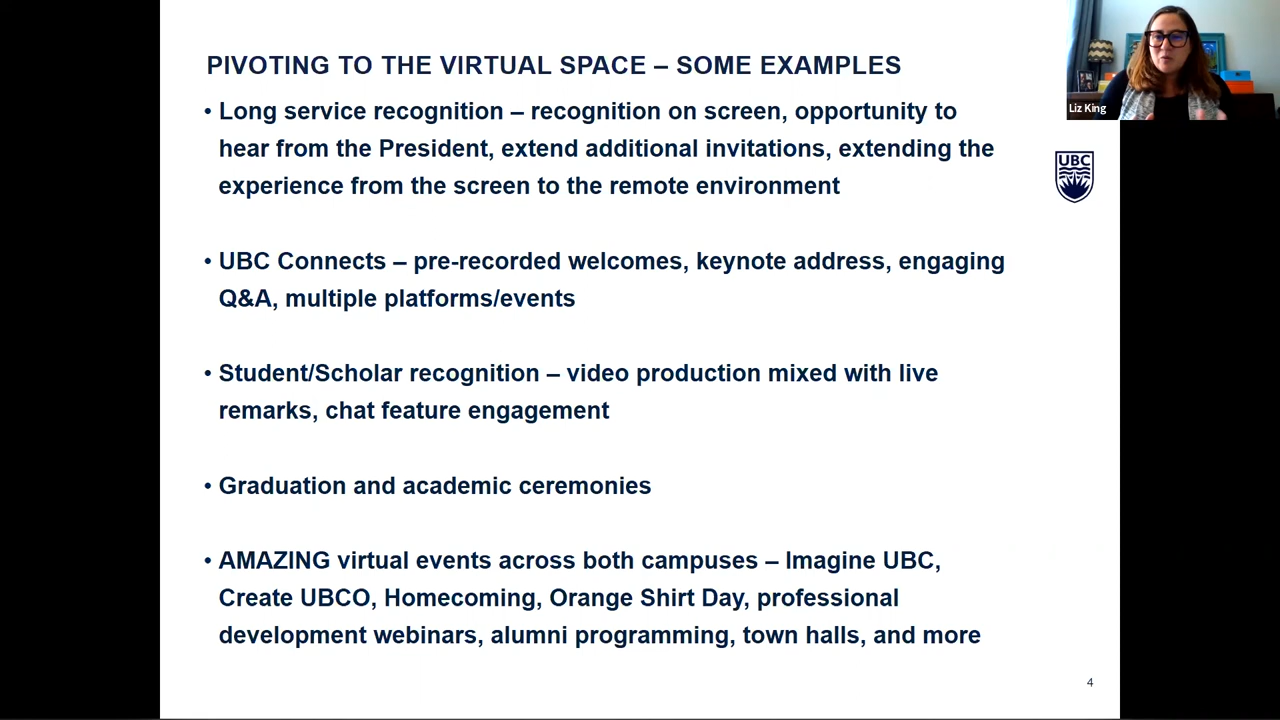 PIVOTING TO THE VIRTUAL SPACE – SOME EXAMPLES
• Long service recognition – recognition on screen, opportunity to
hear from the President, extend additional invitations, extending the
experience from the screen to the remote environment
• UBC Connects – pre-recorded welcomes, keynote address, engaging
Q&A, multiple platforms/events
• Student/Scholar recognition – video production mixed with live
remarks, chat feature engagement
• Graduation and academic ceremonies
• AMAZING virtual events across both campuses – Imagine UBC,
Create UBCO, Homecoming, Orange Shirt Day, professional
development webinars, alumni programming, town halls, and more
4
Liz King
UBC